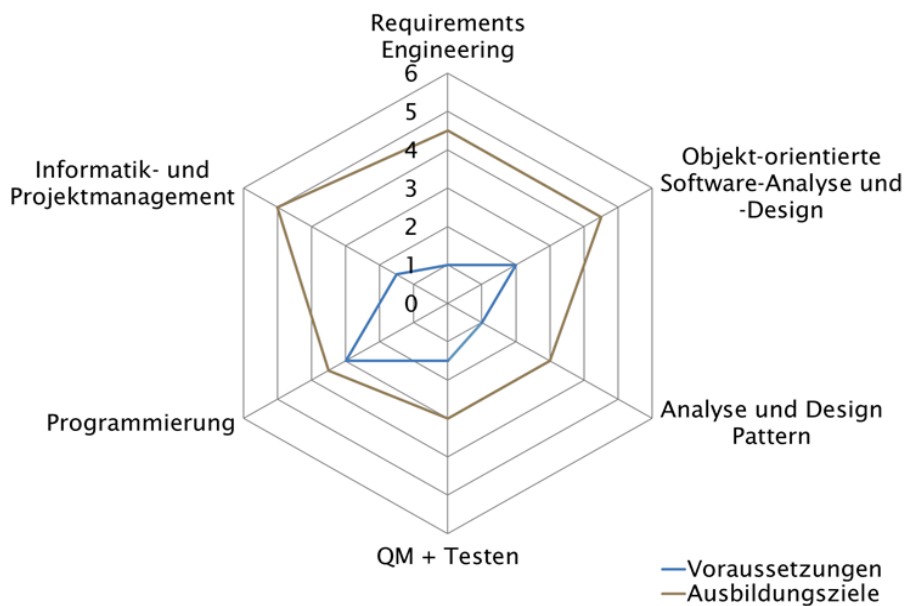 Requirements
Engineering
6
5
4
3
2
1
0
Objekt-orientierte
Software-Analyse und
-Design
Informatik- und
Projektmanagement
Programmierung
Analyse und Design
Pattern
QM + Testen
Voraussetzungen
Ausbildungsziele